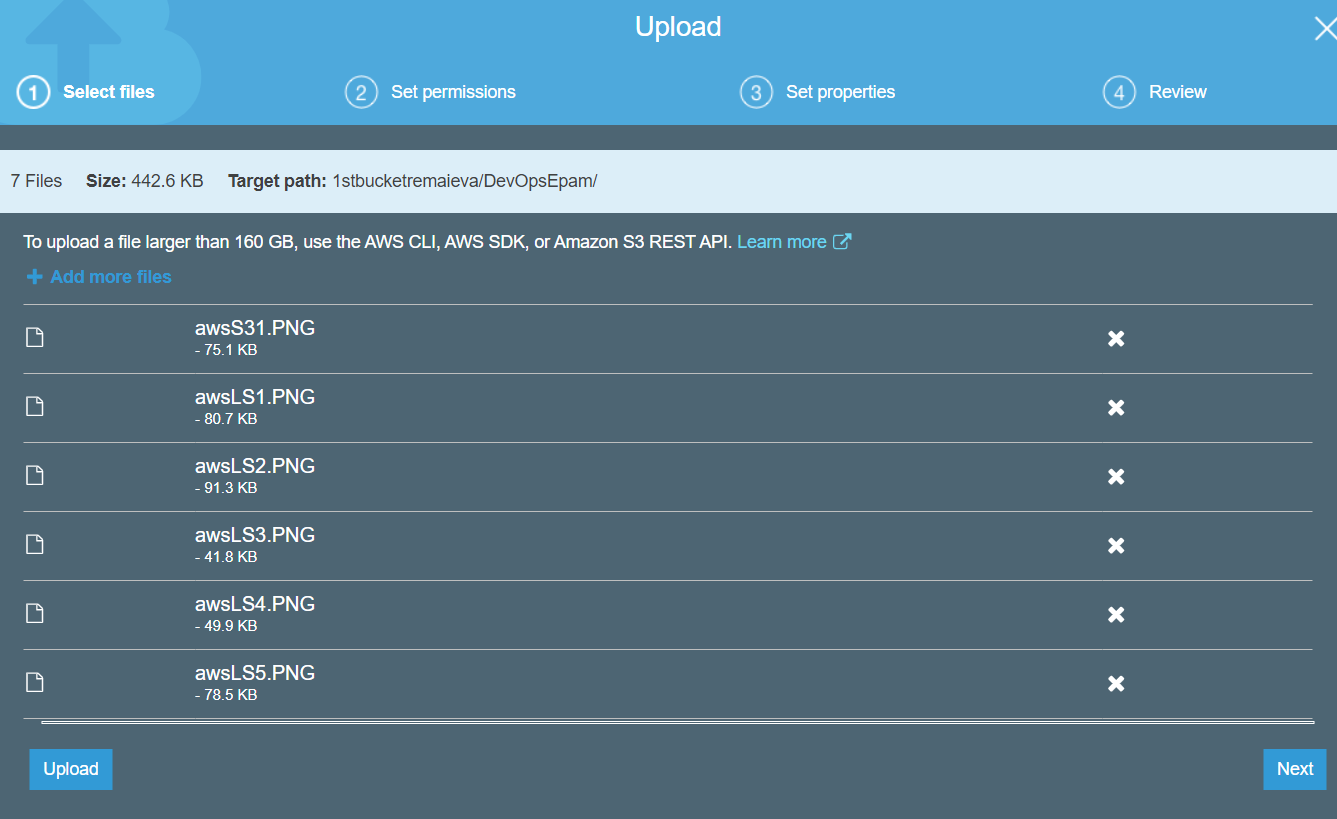 Upload
1 Select files 2 Set permissions 3 Set properties 4 Review
7 Files Size: 442.6 KB Target path: 1stbucketremaieva/DevOpsEpam/
To upload a file larger than 160 GB, use the AWS CLI, AWS SDK, or Amazon S3 REST API. Learn more
Add more files
awsS31.PNG
- 75.1 KB
awsLS1.PNG
- 80.7 KB
awsLS2.PNG
- 91.3 KB
awsLS3.PNG
- 41.8 KB
awsLS4.PNG
- 49.9 KB
awsLS5.PNG
- 78.5 KB
Upload Next